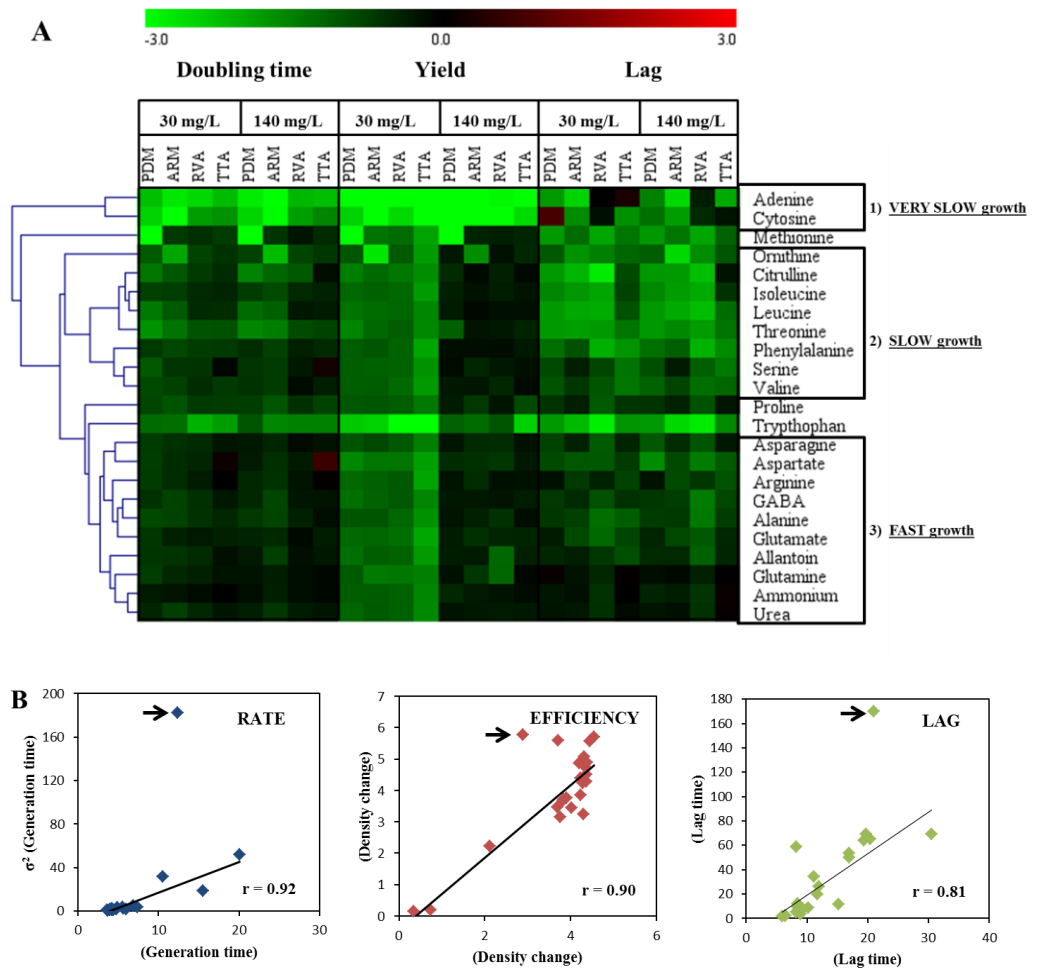 A
-3.0 0.0 3.0
Doubling time Yield Lag
30 mg/L 140 mg/L 30 mg/L 140 mg/L 30 mg/L 140 mg/L
PDM ARM RVA TTA PDM ARM RVA TTA PDM ARM RVA TTA PDM ARM RVA TTA PDM ARM RVA TTA PDM ARM RVA TTA
Adenine
Cytosine
1) VERY SLOW growth
Methionine
Ornithine
Citrulline
Isoleucine
Leucine
Threonine
Phenylalanine
Serine
Valine
2) SLOW growth
Proline
Trypthophan
Asparagine
Aspartate
Arginine
GABA
Alanine
Glutamate
Allantoin
Glutamine
Ammonium
Urea
3) FAST growth
B
RATE
σ² (Generation time)
200
160
120
80
40
0
r = 0.92
0 10 20 30
(Generation time)
EFFICIENCY
(Density change)
7
6
5
4
3
2
1
0
r = 0.90
0 2 4 6
(Density change)
LAG
(Lag time)
180
160
140
120
100
80
60
40
20
0
r = 0.81
0 10 20 30 40
(Lag time)